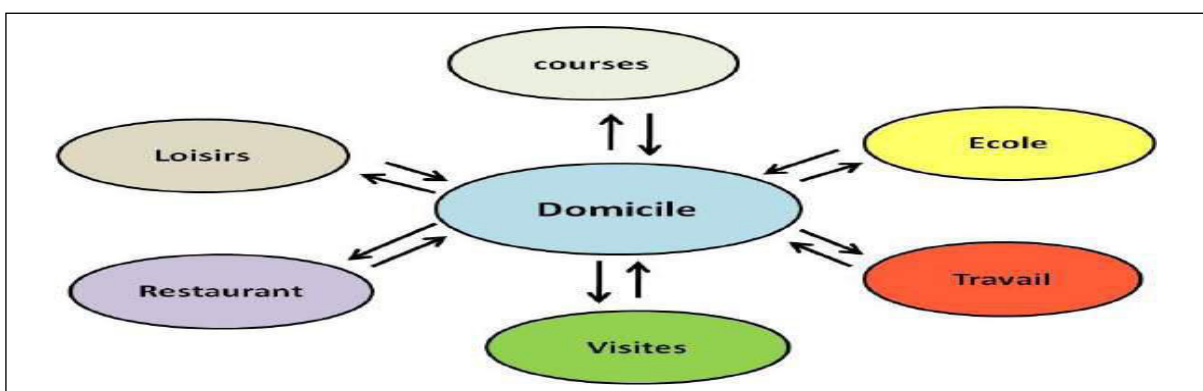 courses
Loisirs
Ecole
Domicile
Restaurant
Travail
Visites